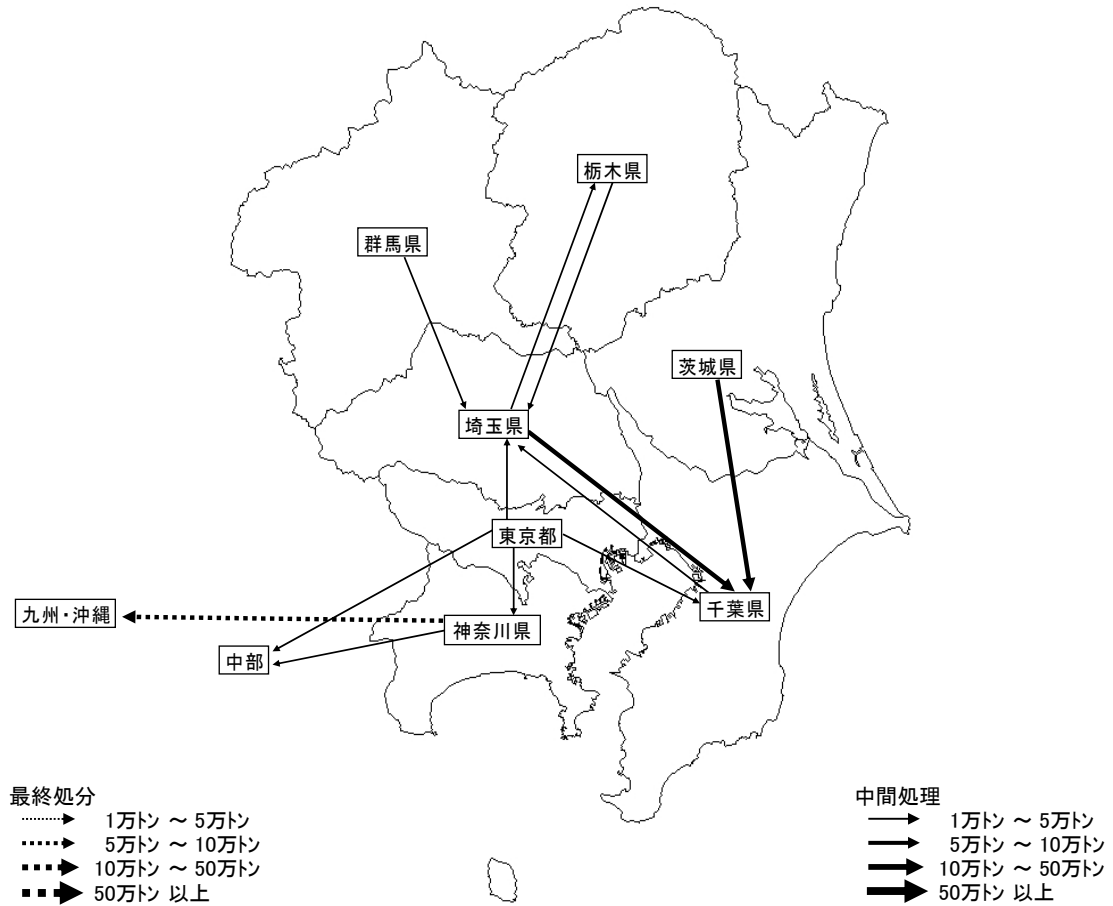 栃木県
群馬県
茨城県
埼玉県
東京都
千葉県
九州・沖縄
神奈川県
中部
最終処分
1万ﾄﾝ ～ 5万ﾄﾝ
5万ﾄﾝ ～ 10万ﾄﾝ
10万ﾄﾝ ～ 50万ﾄﾝ
50万ﾄﾝ 以上
中間処理
1万ﾄﾝ ～ 5万ﾄﾝ
5万ﾄﾝ ～ 10万ﾄﾝ
10万ﾄﾝ ～ 50万ﾄﾝ
50万ﾄﾝ 以上